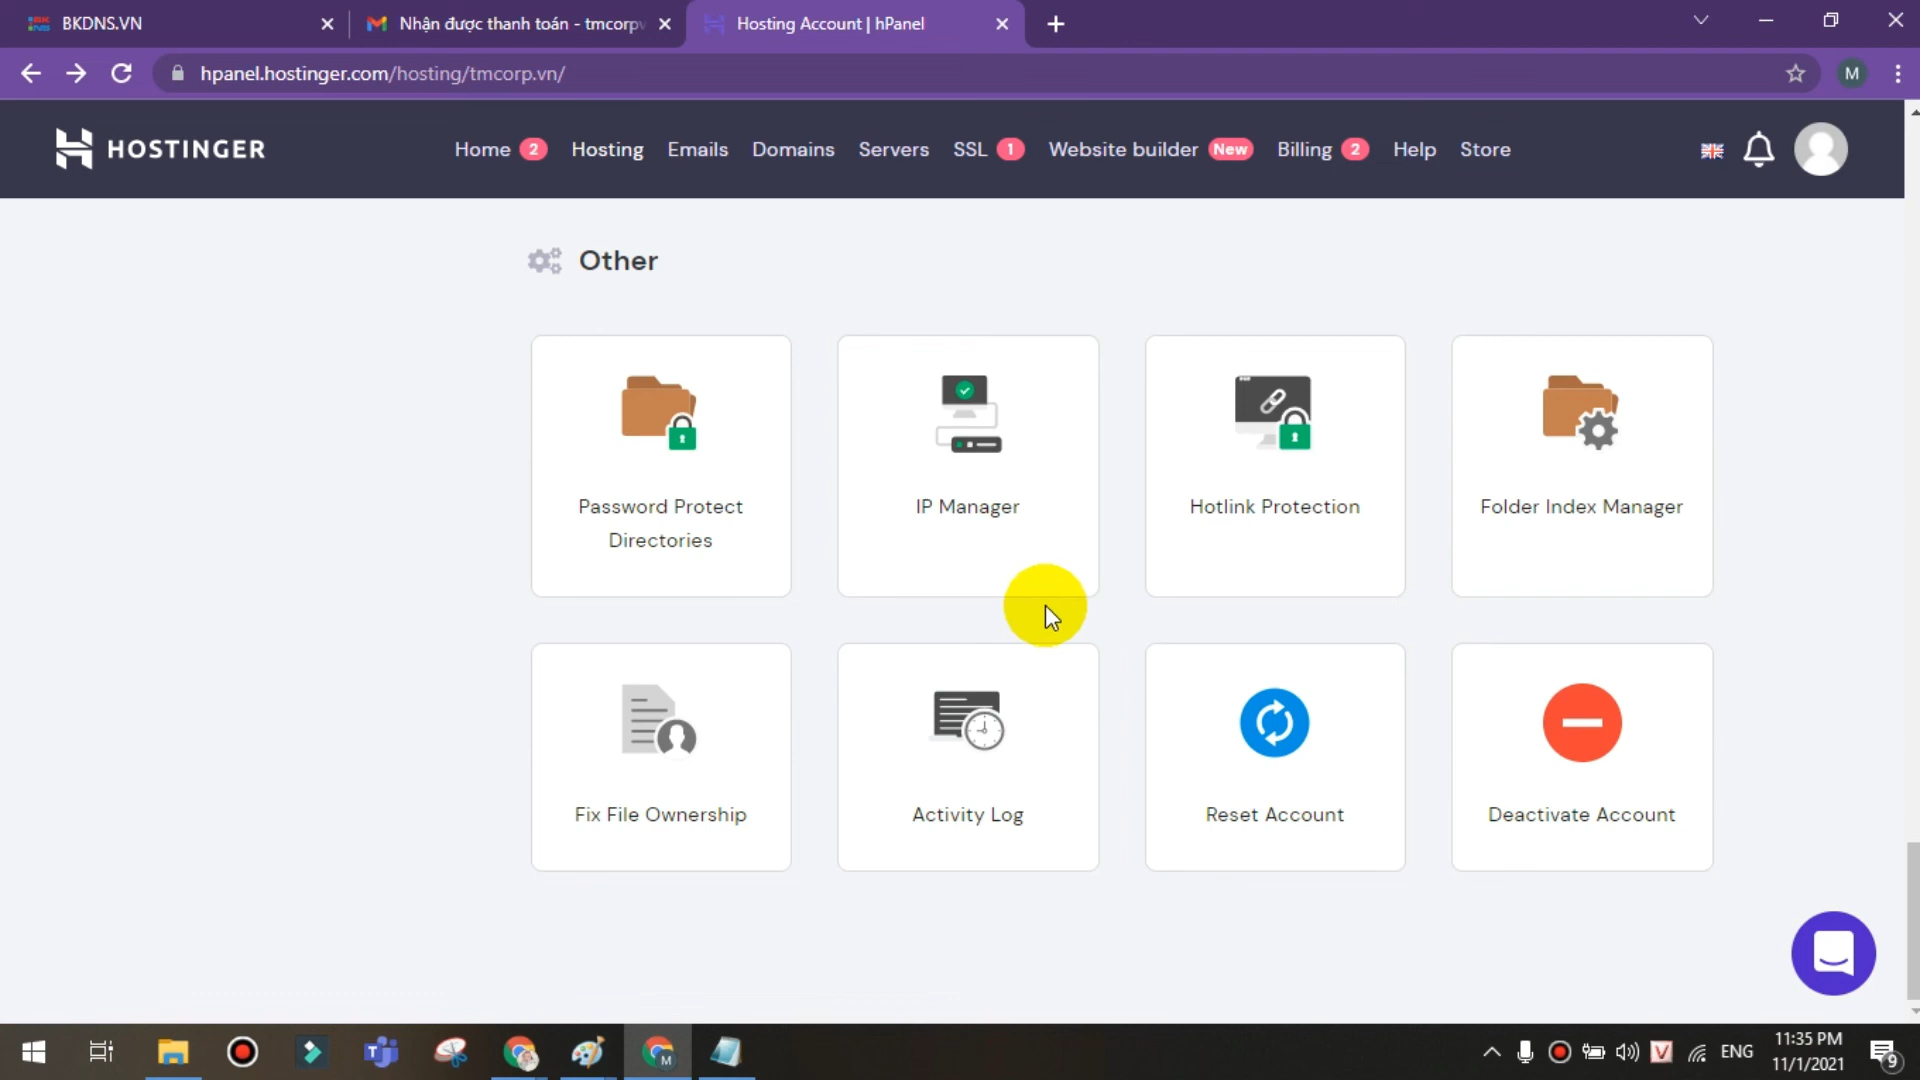 BKDNS.VN
Nhận được thanh toán - tmcorpv
Hosting Account | hPanel
hpanel.hostinger.com/hosting/tmcorp.vn/
M
HOSTINGER
Home 2
Hosting
Emails
Domains
Servers
SSL 1
Website builder New
Billing 2
Help
Store
Other
Password Protect
Directories
IP Manager
Hotlink Protection
Folder Index Manager
Fix File Ownership
Activity Log
Reset Account
Deactivate Account
ENG
11:35 PM
11/1/2021
9